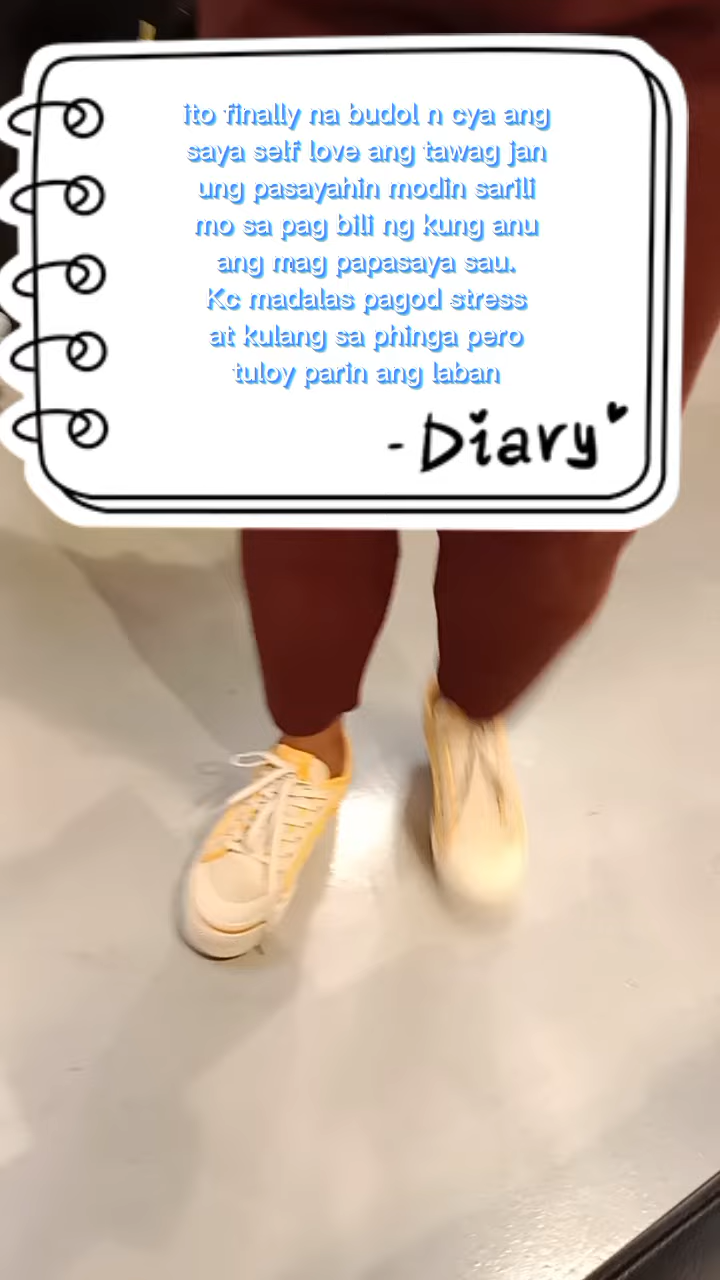 ito finally na budol n cya ang
saya self love ang tawag jan
ung pasayahin modin sarili
mo sa pag bili ng kung anu
ang mag papasaya sau.
Kc madalas pagod stress
at kulang sa phinga pero
tuloy parin ang laban
-Diary